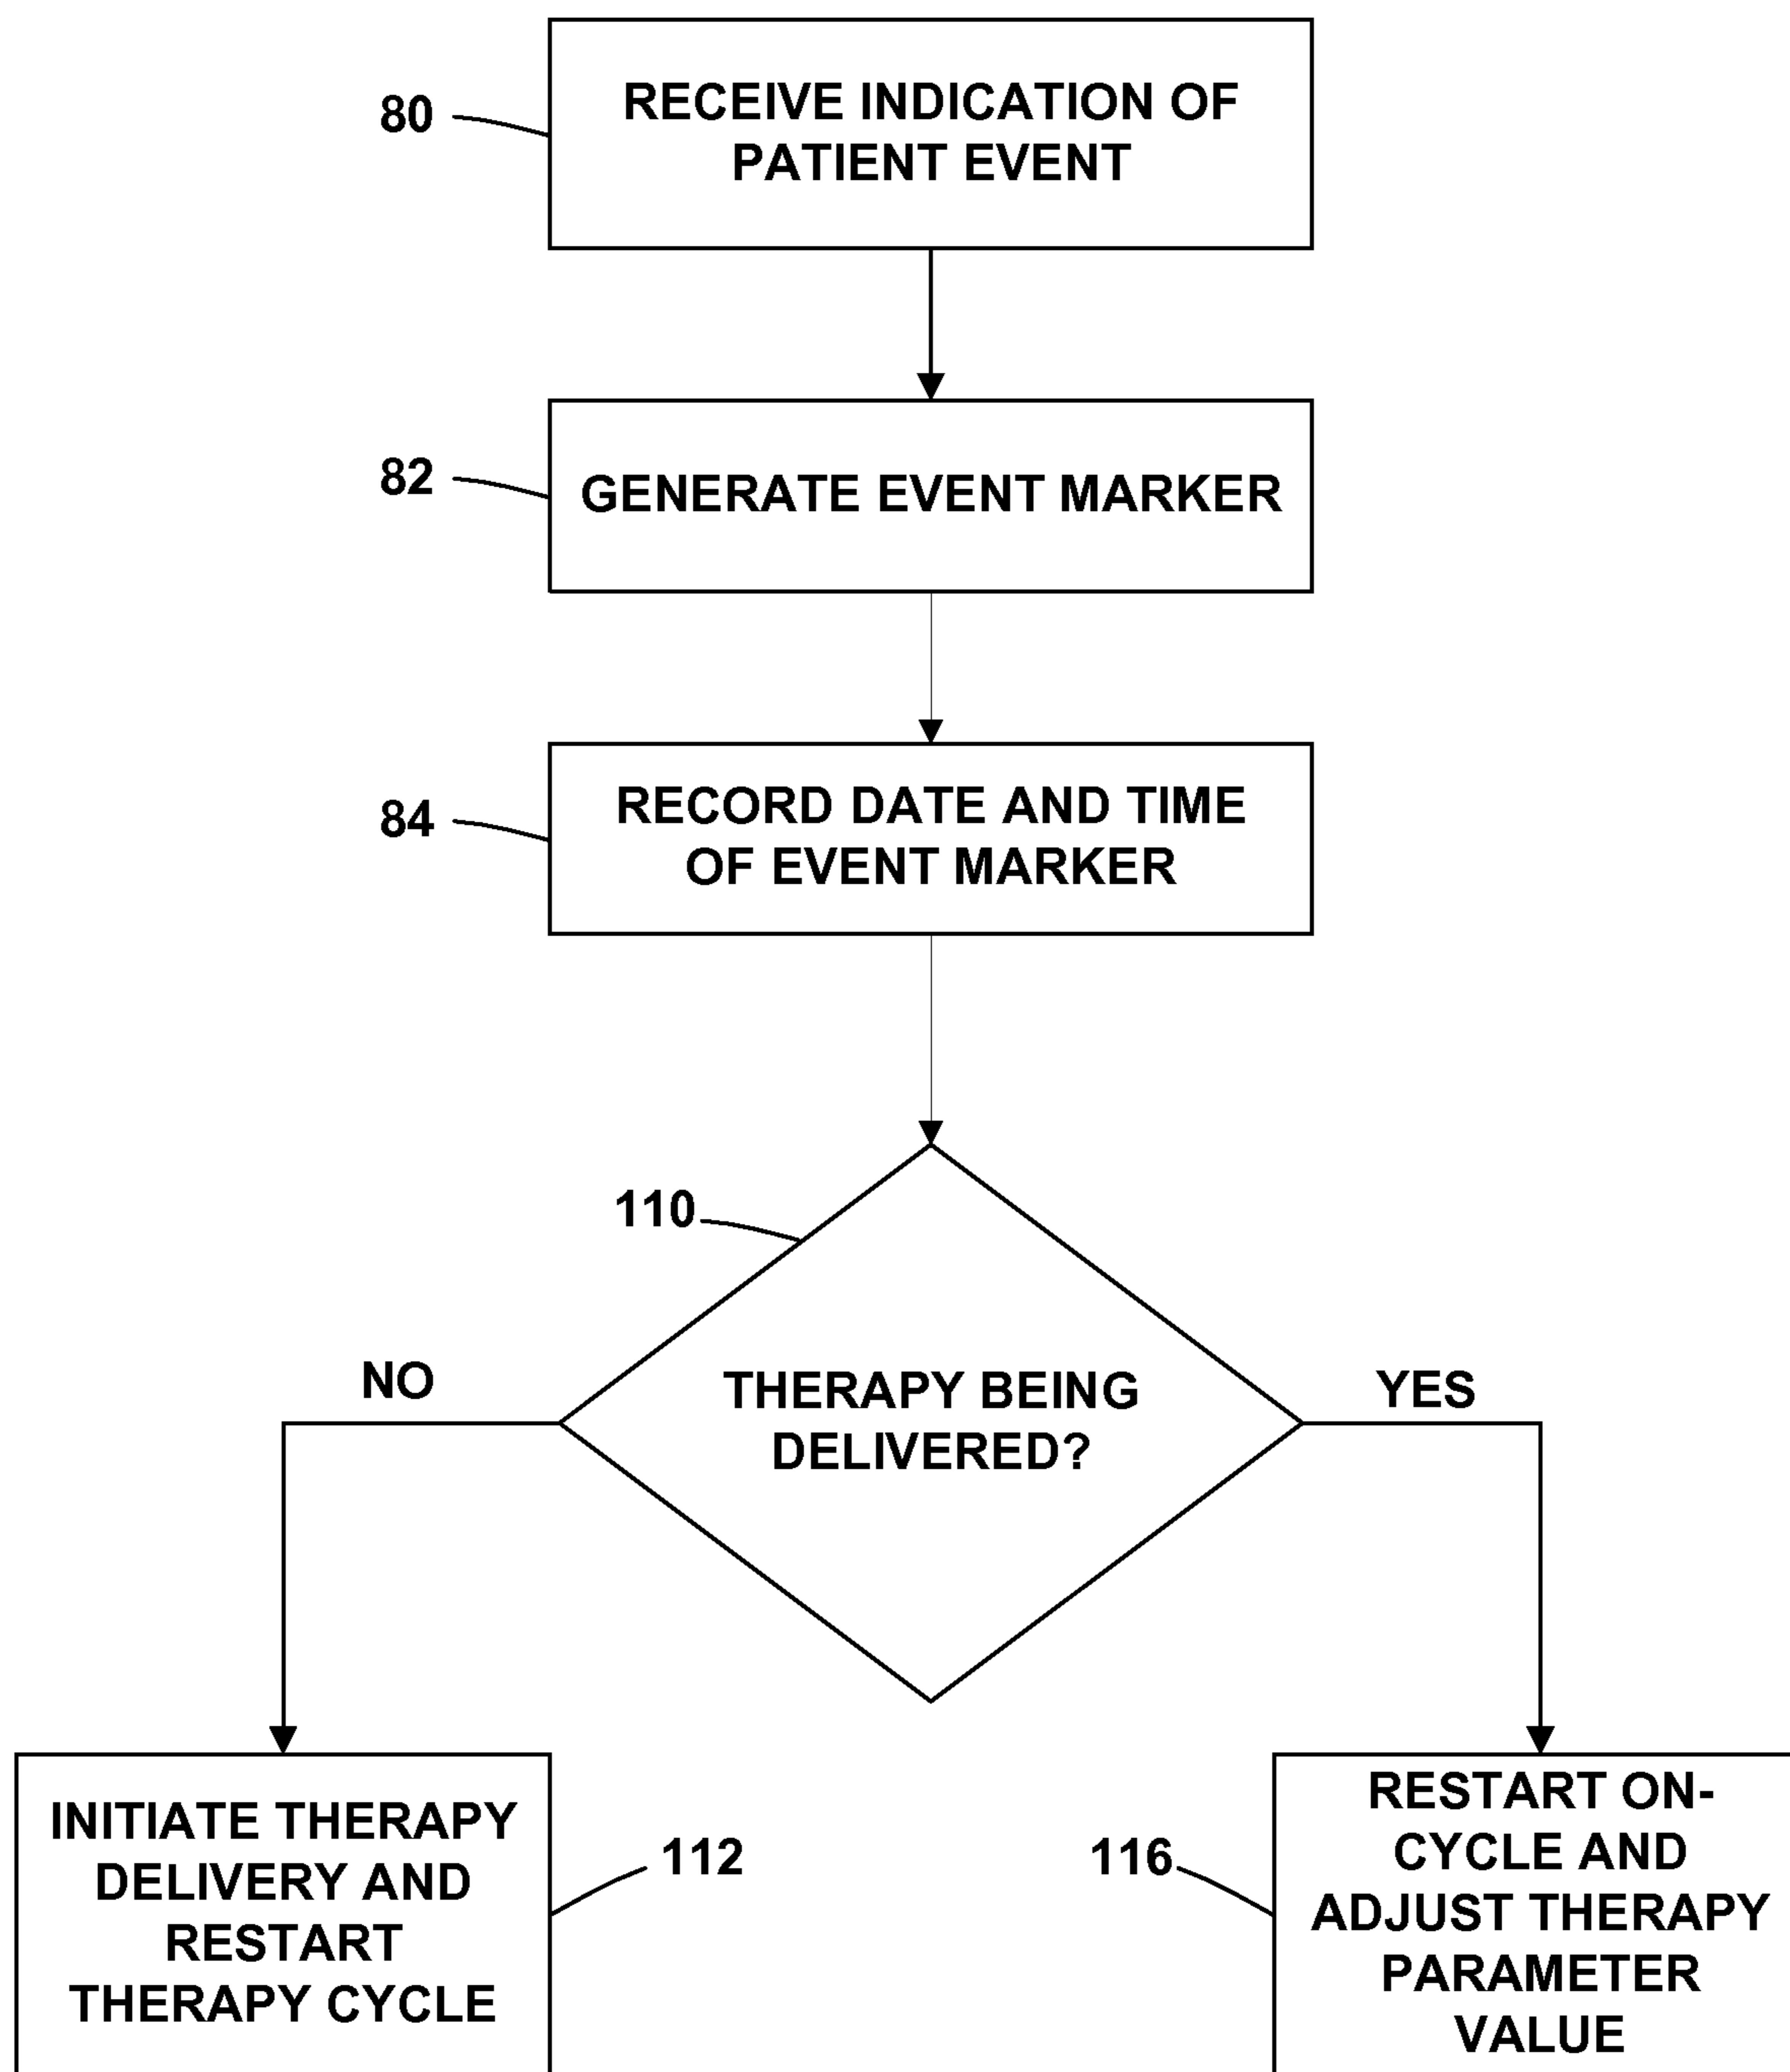 80
RECEIVE INDICATION OF
PATIENT EVENT
82
GENERATE EVENT MARKER
84
RECORD DATE AND TIME
OF EVENT MARKER
110
NO
THERAPY BEING
DELIVERED?
YES
INITIATE THERAPY
DELIVERY AND
RESTART
THERAPY CYCLE
112
116
RESTART ON-
CYCLE AND
ADJUST THERAPY
PARAMETER
VALUE